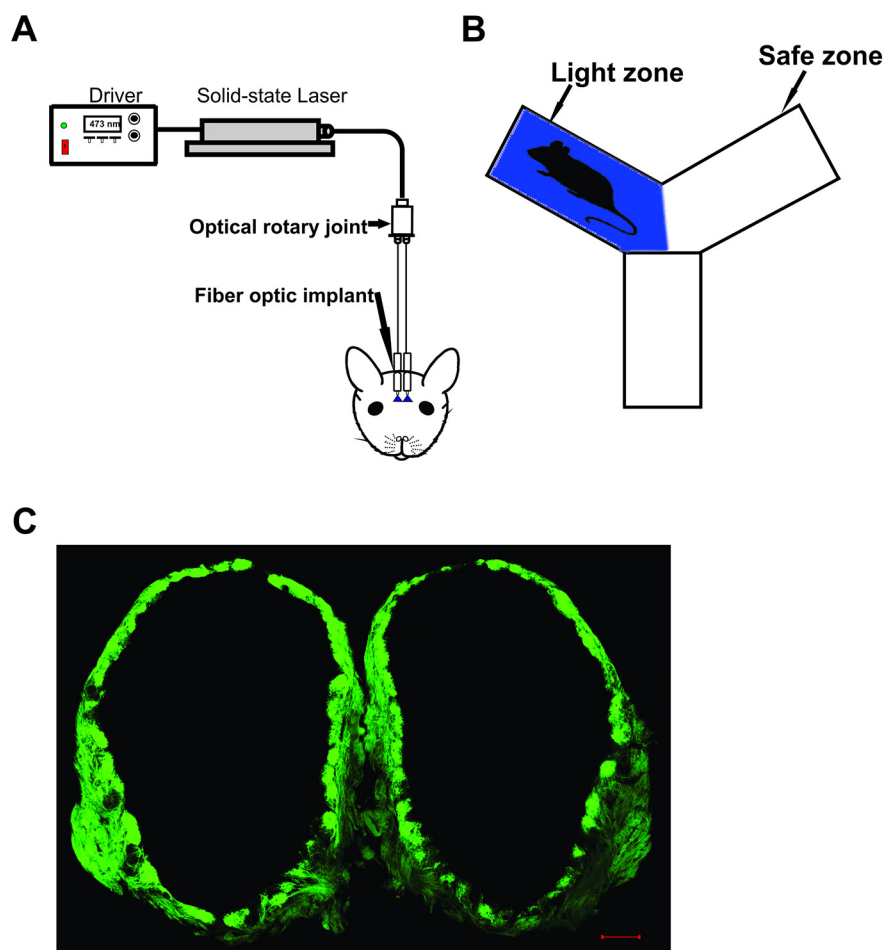 A
Driver
Solid-state Laser
473 nm
Optical rotary joint
Fiber optic implant
B
Light zone
Safe zone
C